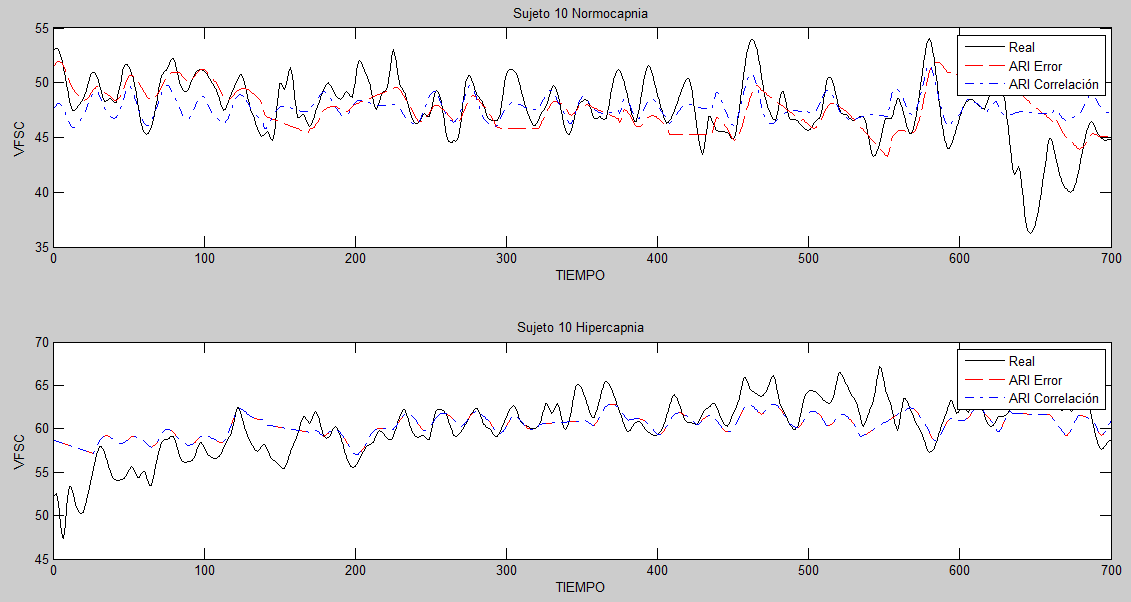 Sujeto 10 Normocapnia
55
50
45
40
35
VFSC
Real
ARI Error
ARI Correlación
0 100 200 300 400 500 600 700
TIEMPO
Sujeto 10 Hipercapnia
70
65
60
55
50
45
VFSC
Real
ARI Error
ARI Correlación
0 100 200 300 400 500 600 700
TIEMPO